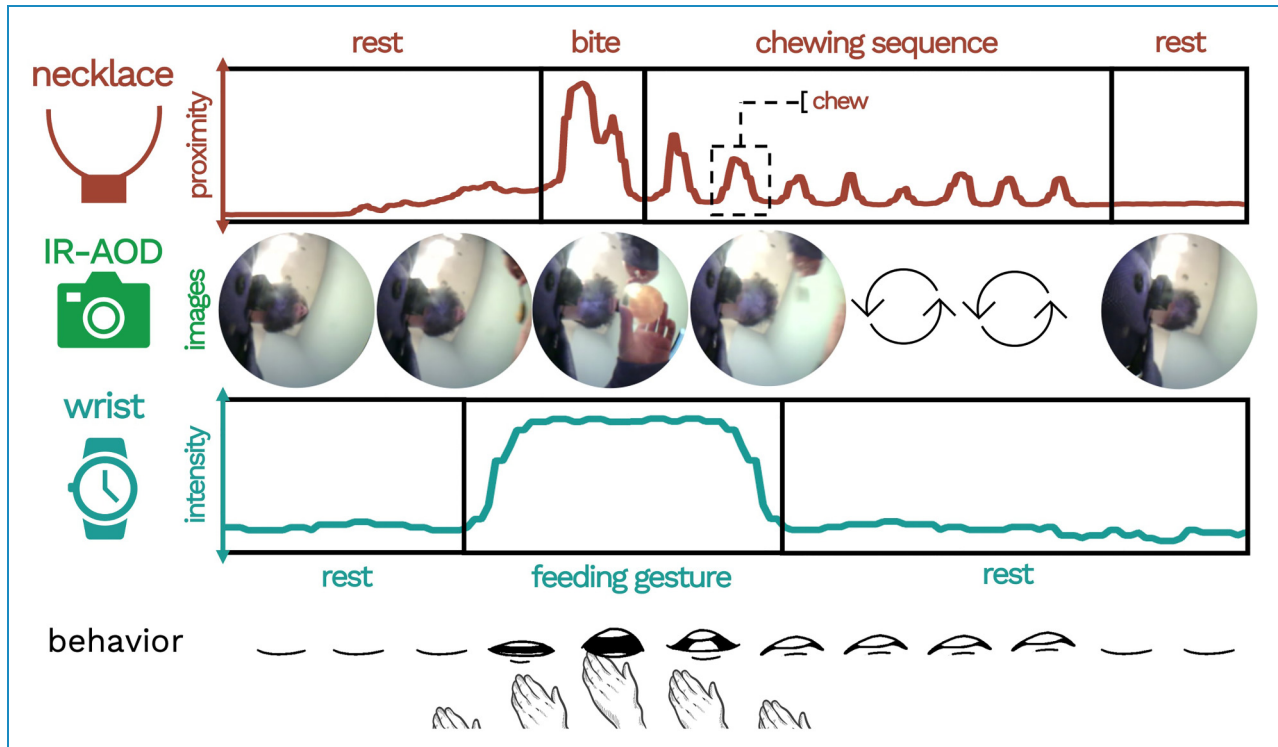 rest bite chewing sequence rest
necklace
proximity
chew
IR-AOD
images
wrist
intensity
rest feeding gesture rest
behavior